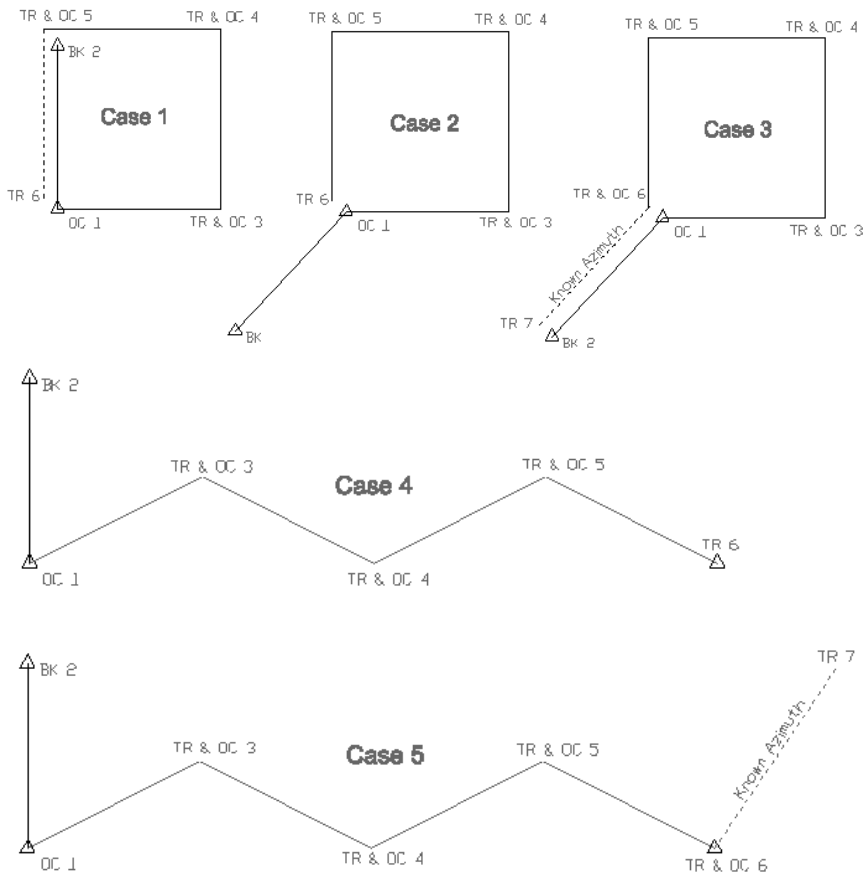 TR & OC 5
TR & OC 4
BK 2
Case 1
TR 6
OC 1
TR & OC 3
TR & OC 5
TR & OC 4
Case 2
TR 6
OC 1
TR & OC 3
BK
TR & OC 5
TR & OC 4
Case 3
TR & OC 6
OC 1
TR & OC 3
Known Azimuth
TR 7
BK 2
BK 2
TR & OC 3
Case 4
TR & OC 5
OC 1
TR & OC 4
TR 6
BK 2
TR & OC 3
Case 5
TR & OC 5
TR 7
Known Azimuth
OC 1
TR & OC 4
TR & OC 6